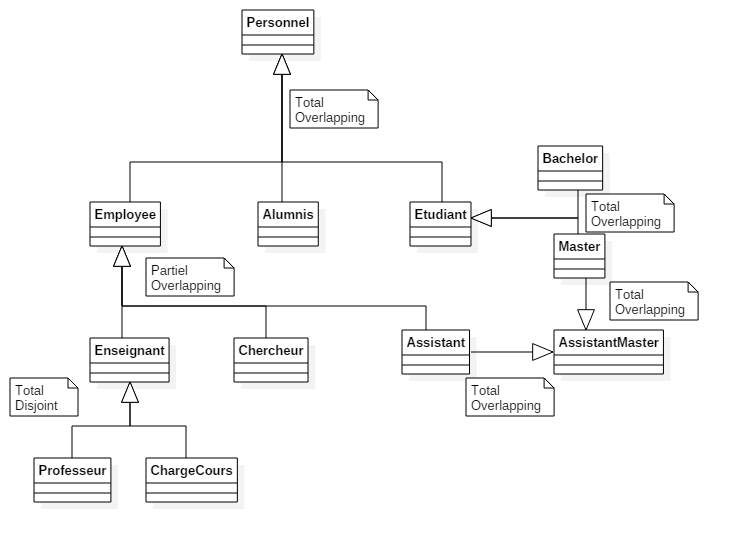 Personnel
Total
Overlapping
Bachelor
Employee
Alumnis
Etudiant
Total
Overlapping
Master
Partiel
Overlapping
Total
Overlapping
Enseignant
Chercheur
Assistant
AssistantMaster
Total
Disjoint
Total
Overlapping
Professeur
ChargeCours